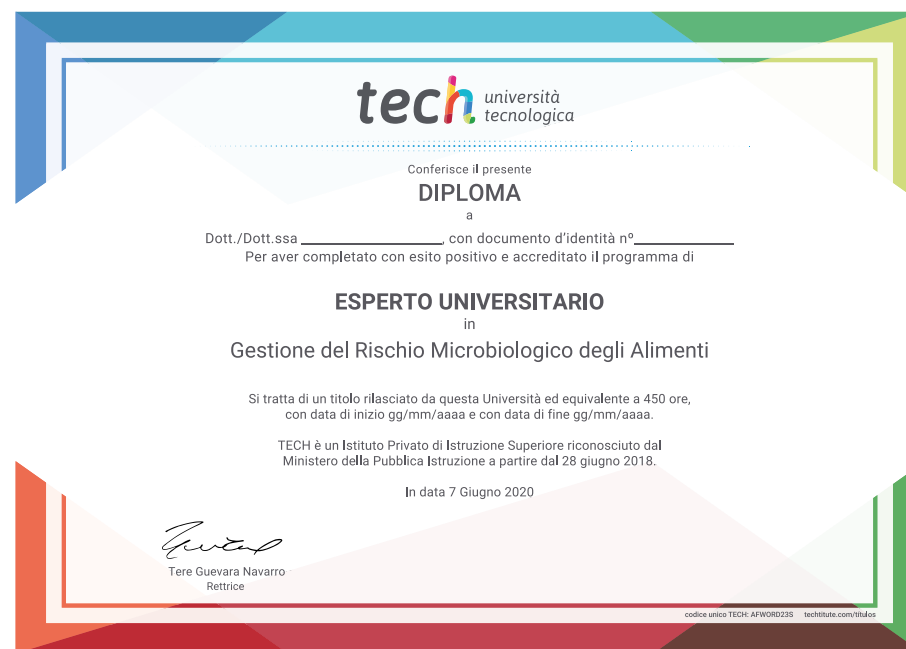 tech università
tecnologica
Conferisce il presente
DIPLOMA
a
Dott./Dott.ssa ____________________, con documento d'identità nº______________
Per aver completato con esito positivo e accreditato il programma di
ESPERTO UNIVERSITARIO
in
Gestione del Rischio Microbiologico degli Alimenti
Si tratta di un titolo rilasciato da questa Università ed equivalente a 450 ore,
con data di inizio gg/mm/aaaa e con data di fine gg/mm/aaaa.
TECH è un Istituto Privato di Istruzione Superiore riconosciuto dal
Ministero della Pubblica Istruzione a partire dal 28 giugno 2018.
In data 7 Giugno 2020
Tere Guevara Navarro
Rettrice
codice unico TECH: AFWORD23S techtitute.com/titulos